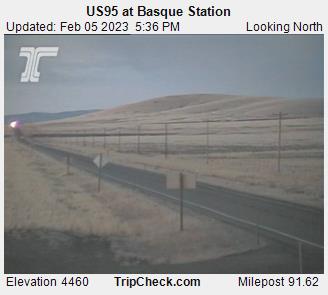 US95 at Basque Station
Updated: Feb 05 2023 5:36 PM Looking North
Elevation 4460 TripCheck.com Milepost 91.62